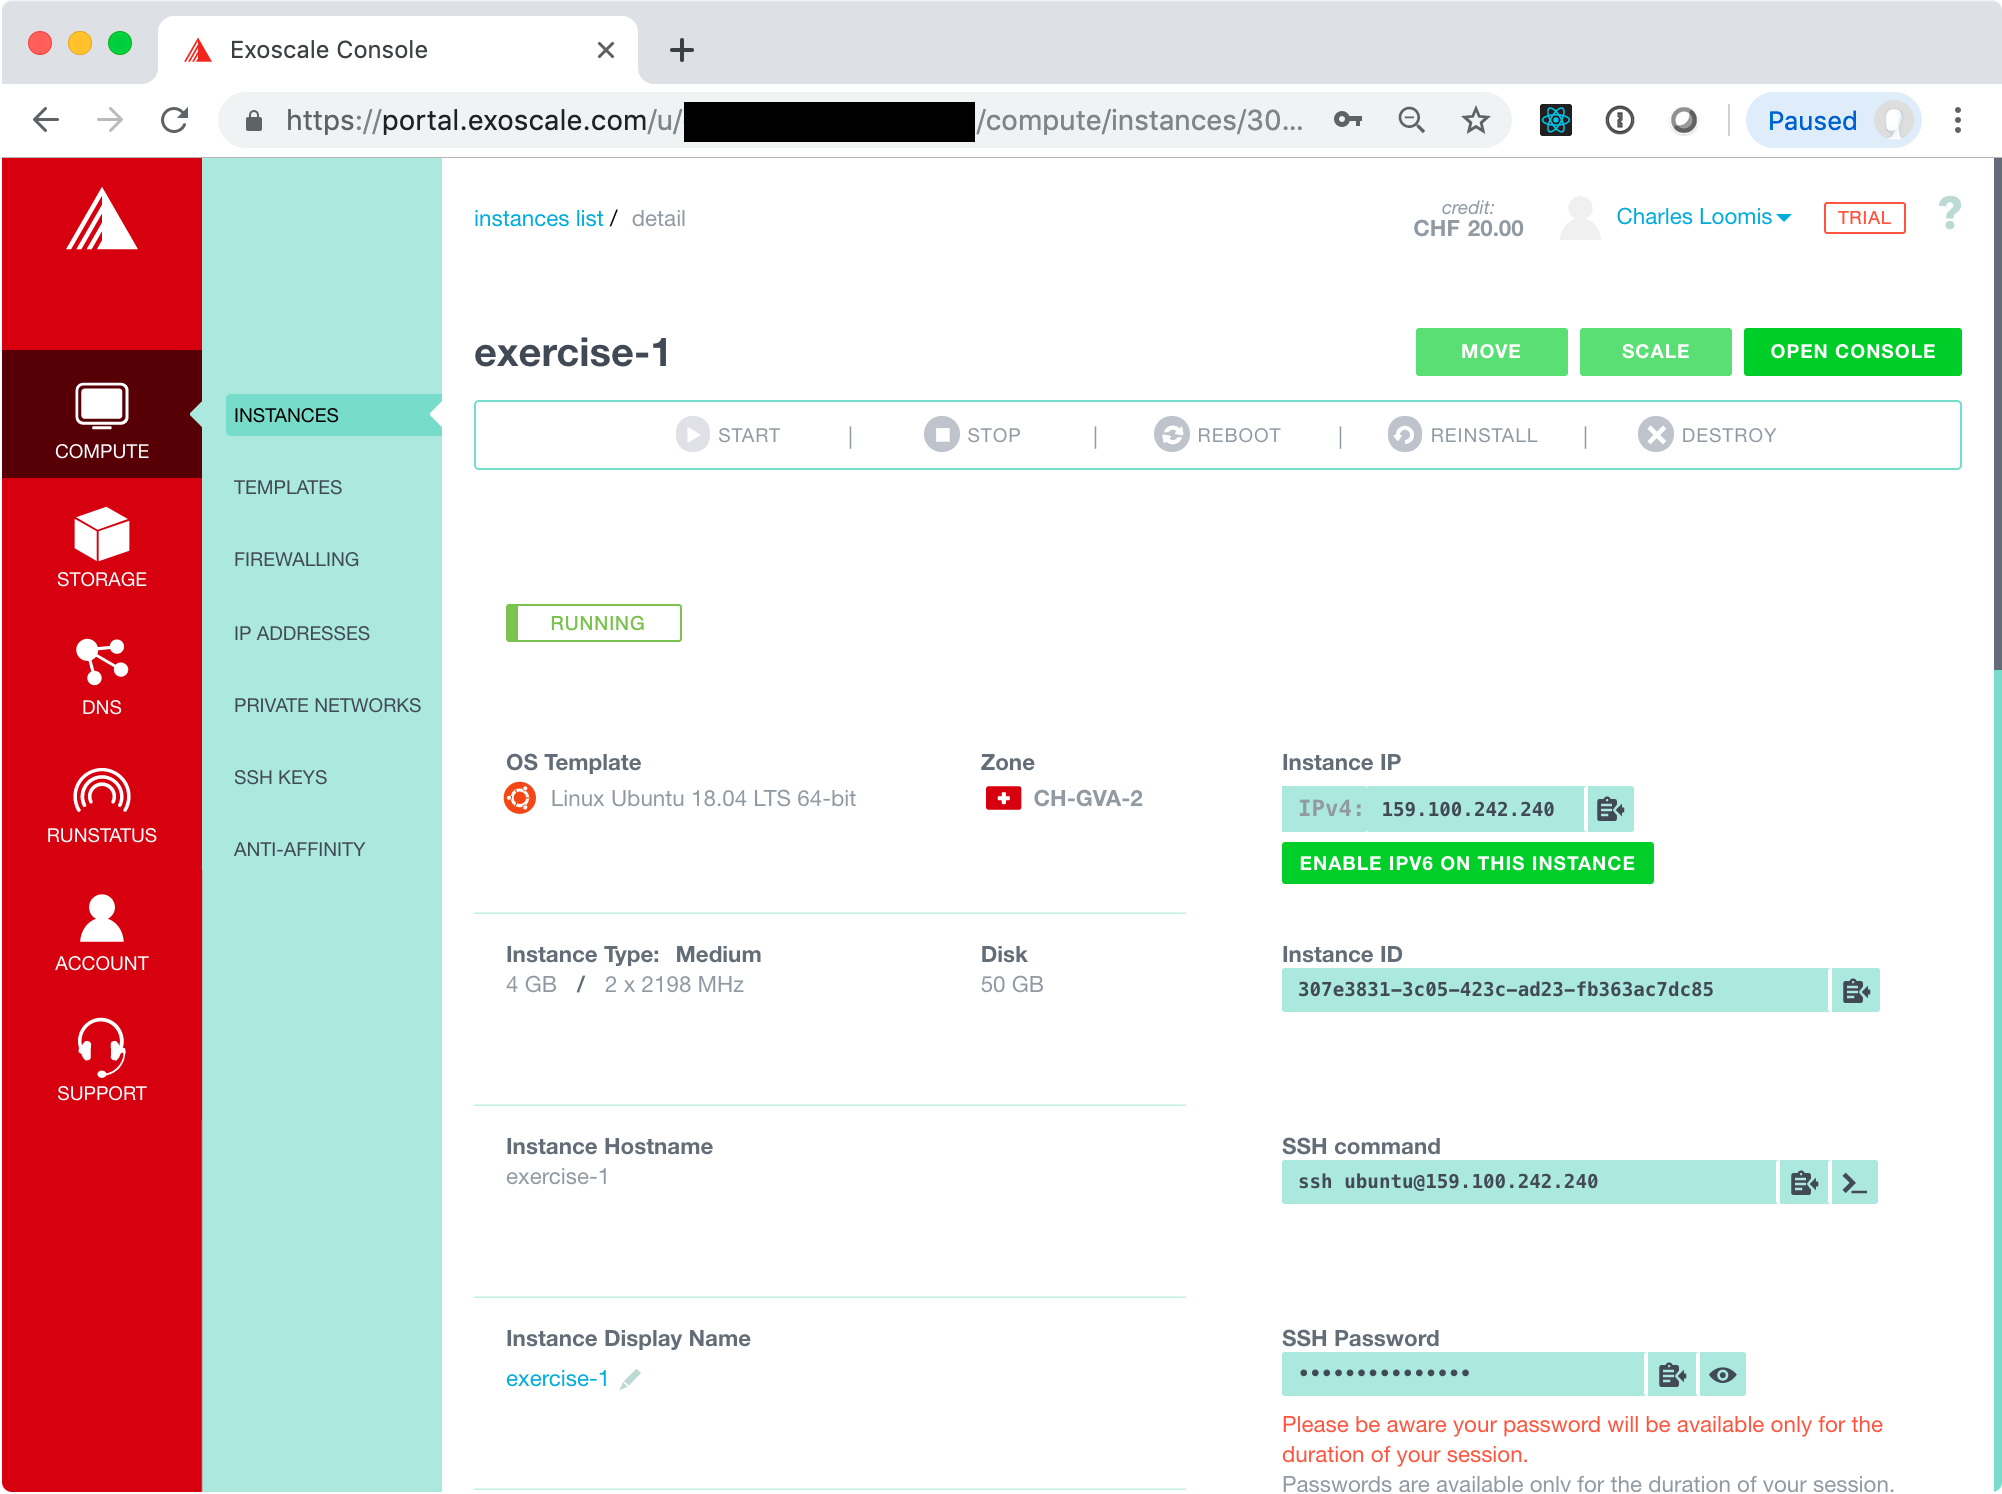 Exoscale Console
https://portal.exoscale.com/u/ /compute/instances/30...
Paused
instances list / detail
credit:
CHF 20.00
Charles Loomis
TRIAL
?
exercise-1
MOVE
SCALE
OPEN CONSOLE
START | STOP | REBOOT | REINSTALL | DESTROY
COMPUTE
STORAGE
DNS
RUNSTATUS
ACCOUNT
SUPPORT
INSTANCES
TEMPLATES
FIREWALLING
IP ADDRESSES
PRIVATE NETWORKS
SSH KEYS
ANTI-AFFINITY
RUNNING
OS Template
Linux Ubuntu 18.04 LTS 64-bit
Zone
CH-GVA-2
Instance IP
IPv4: 159.100.242.240
ENABLE IPV6 ON THIS INSTANCE
Instance Type: Medium
4 GB / 2 x 2198 MHz
Disk
50 GB
Instance ID
307e3831-3c05-423c-ad23-fb363ac7dc85
Instance Hostname
exercise-1
SSH command
ssh ubuntu@159.100.242.240
Instance Display Name
exercise-1
SSH Password
•••••••••••••••
Please be aware your password will be available only for the
duration of your session.
Passwords are available only for the duration of your session.